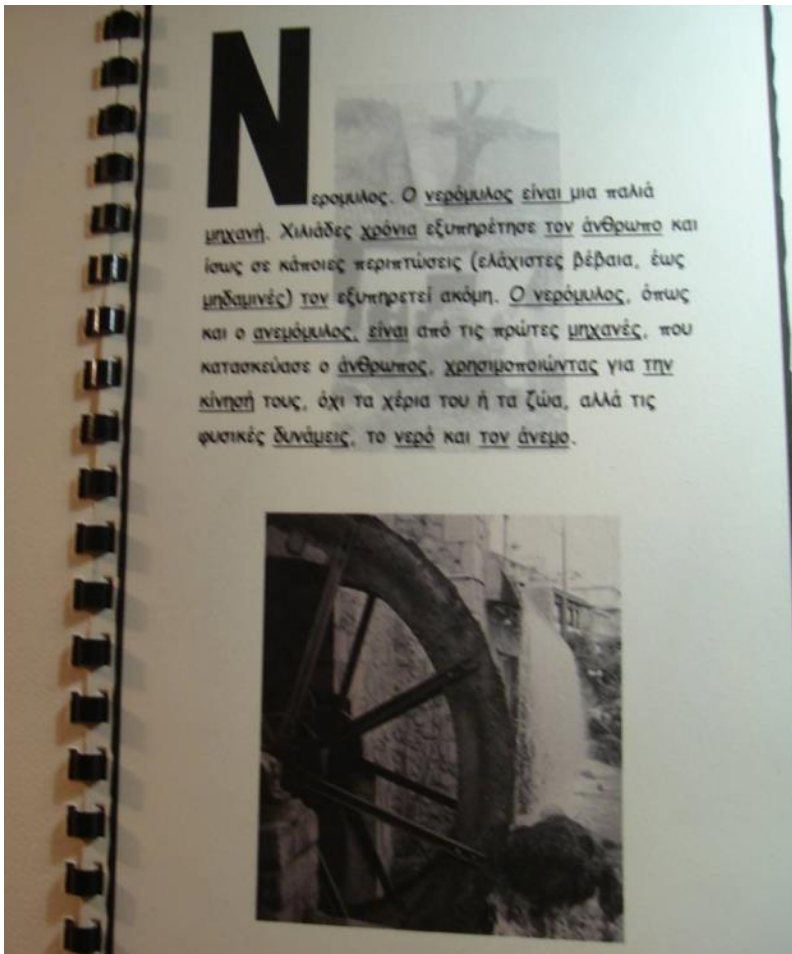 Νερομυλος. Ο νερόμυλος είναι μια παλιά
μηχανή. Χιλιάδες χρόνια εξυπηρέτησε τον άνθρωπο και
ίσως σε κάποιες περιπτώσεις (ελάχιστες βέβαια, έως
μηδαμινές) τον εξυπηρετεί ακόμη. Ο νερόμυλος, όπως
και ο ανεμόμυλος, είναι από τις πρώτες μηχανές, που
κατασκεύασε ο άνθρωπος, χρησιμοποιώντας για την
κίνησή τους, όχι τα χέρια του ή τα ζώα, αλλά τις
φυσικές δυνάμεις, το νερό και τον άνεμο.